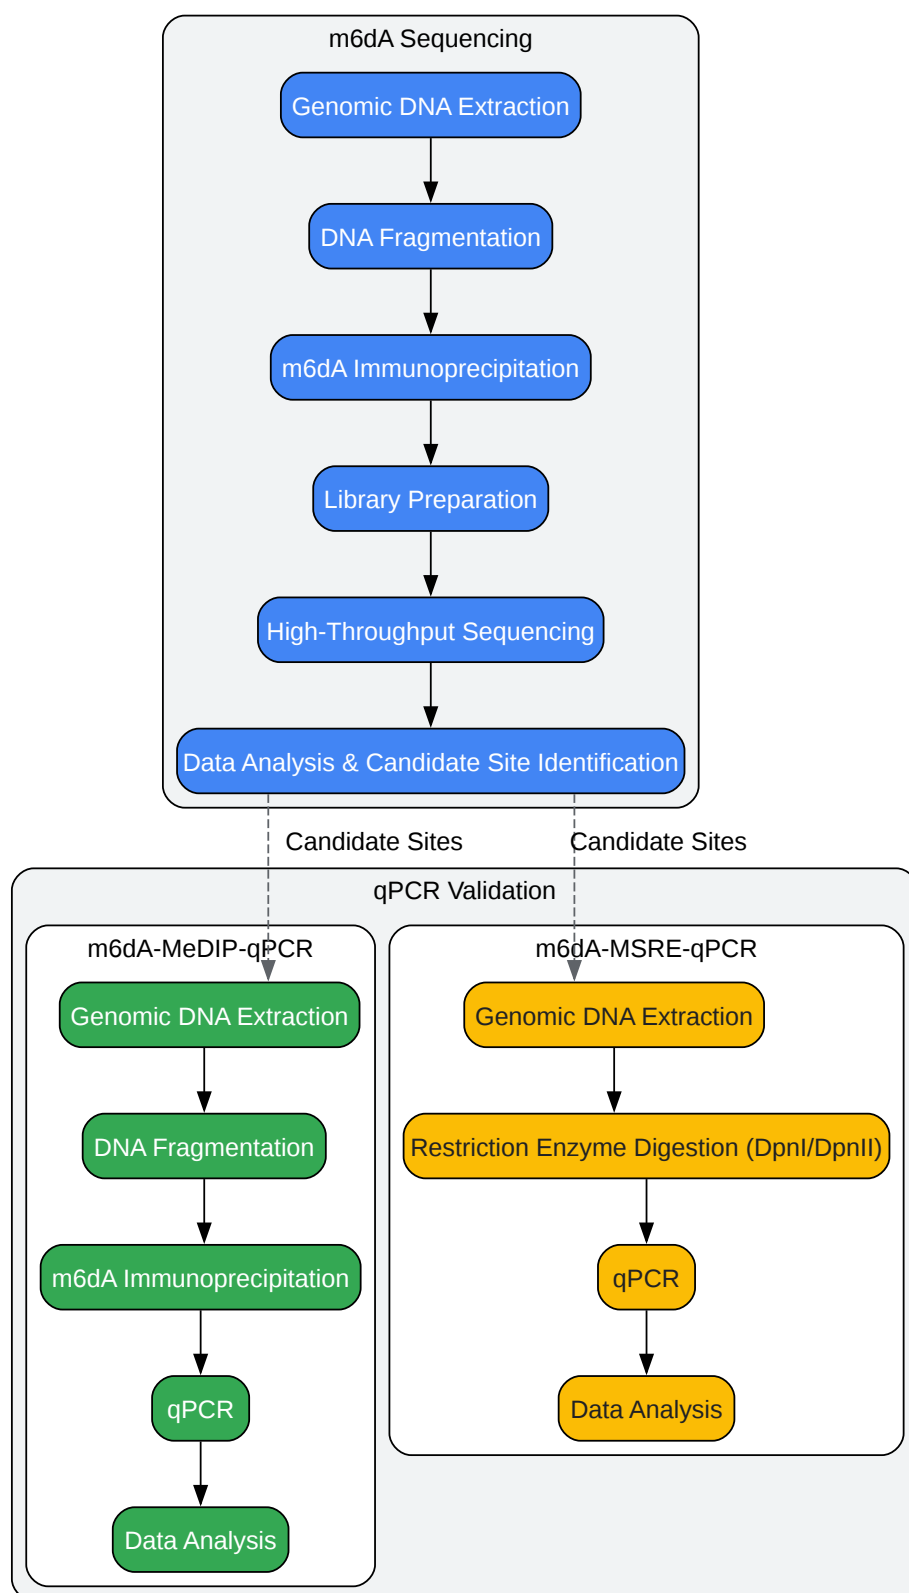 m6dA Sequencing
Genomic DNA Extraction
DNA Fragmentation
m6dA Immunoprecipitation
Library Preparation
High-Throughput Sequencing
Data Analysis & Candidate Site Identification
Candidate Sites
Candidate Sites
qPCR Validation
m6dA-MeDIP-qPCR
Genomic DNA Extraction
DNA Fragmentation
m6dA Immunoprecipitation
qPCR
Data Analysis
m6dA-MSRE-qPCR
Genomic DNA Extraction
Restriction Enzyme Digestion (DpnI/DpnII)
qPCR
Data Analysis